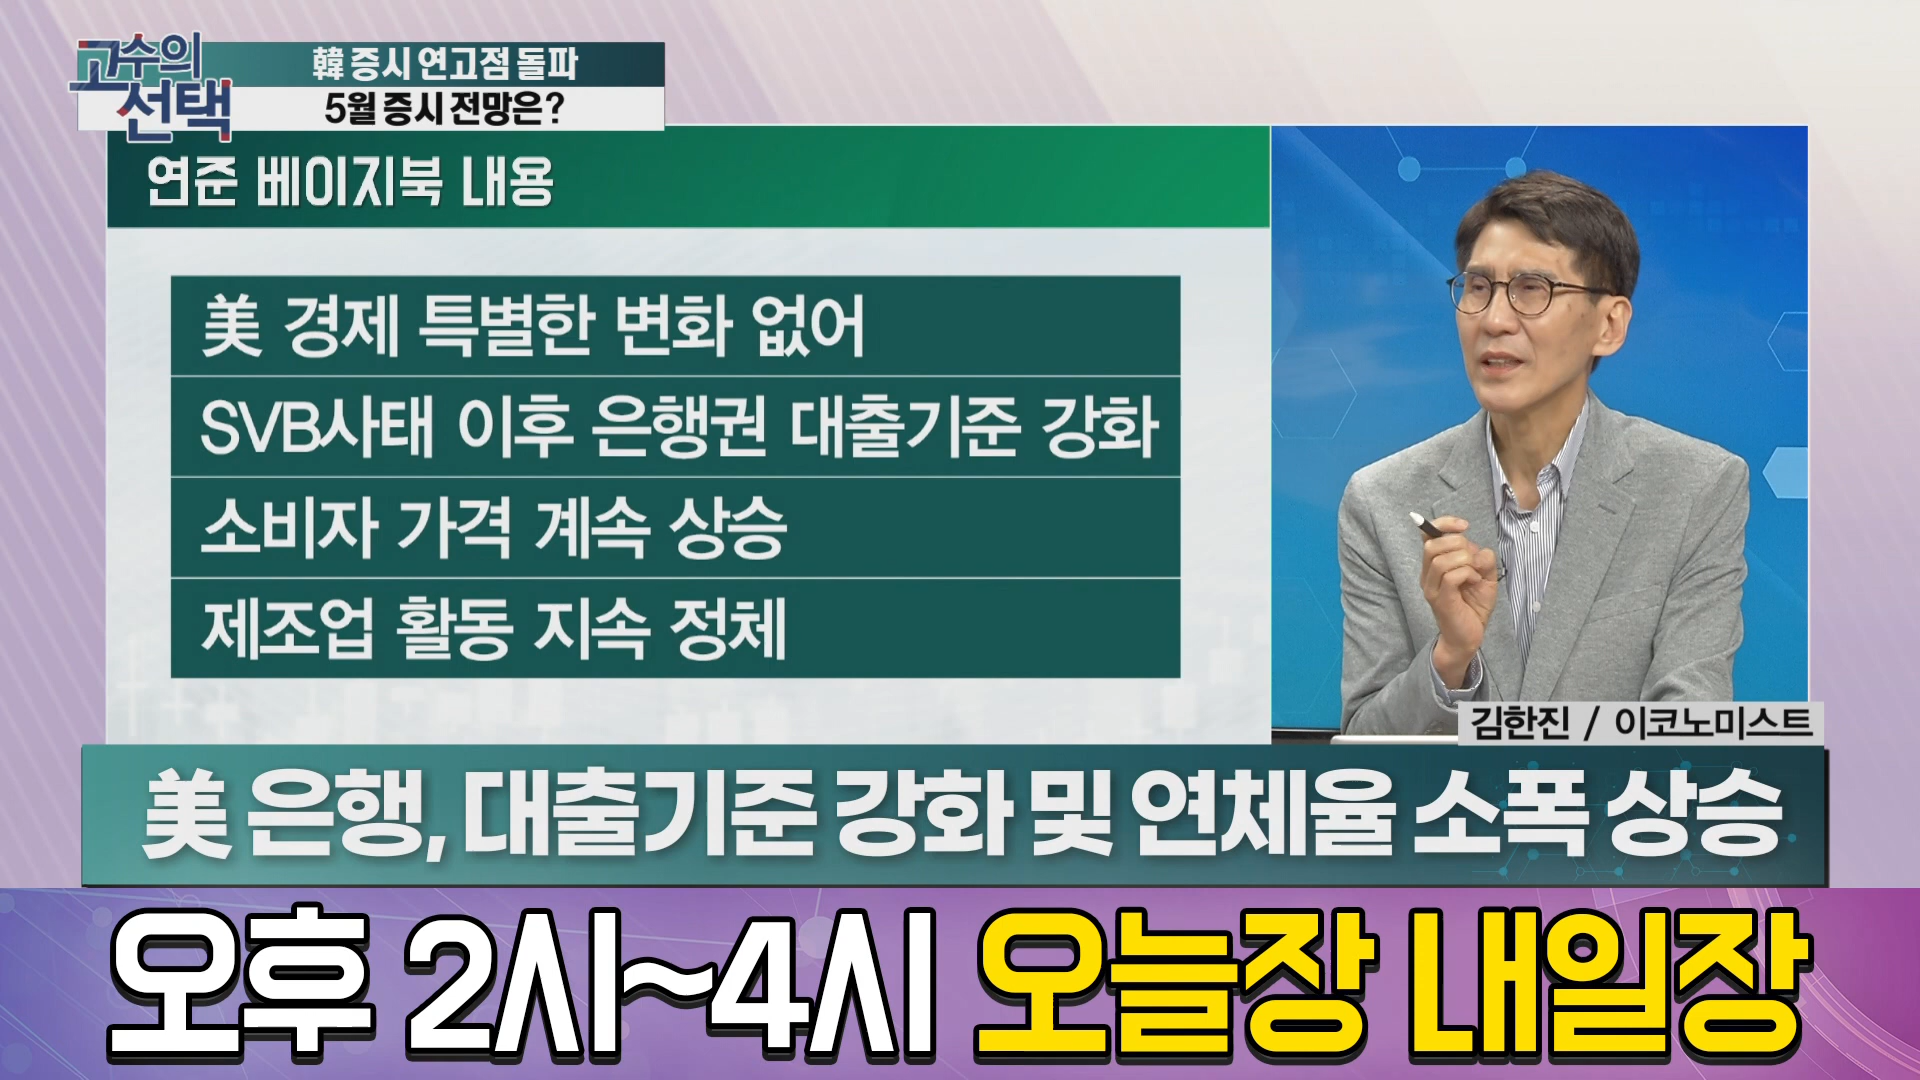 고수의
선택
韓 증시 연고점 돌파
5월 증시 전망은?
연준 베이지북 내용
美 경제 특별한 변화 없어
SVB사태 이후 은행권 대출기준 강화
소비자 가격 계속 상승
제조업 활동 지속 정체
김한진 / 이코노미스트
美 은행, 대출기준 강화 및 연체율 소폭 상승
오후 2시~4시 오늘장 내일장